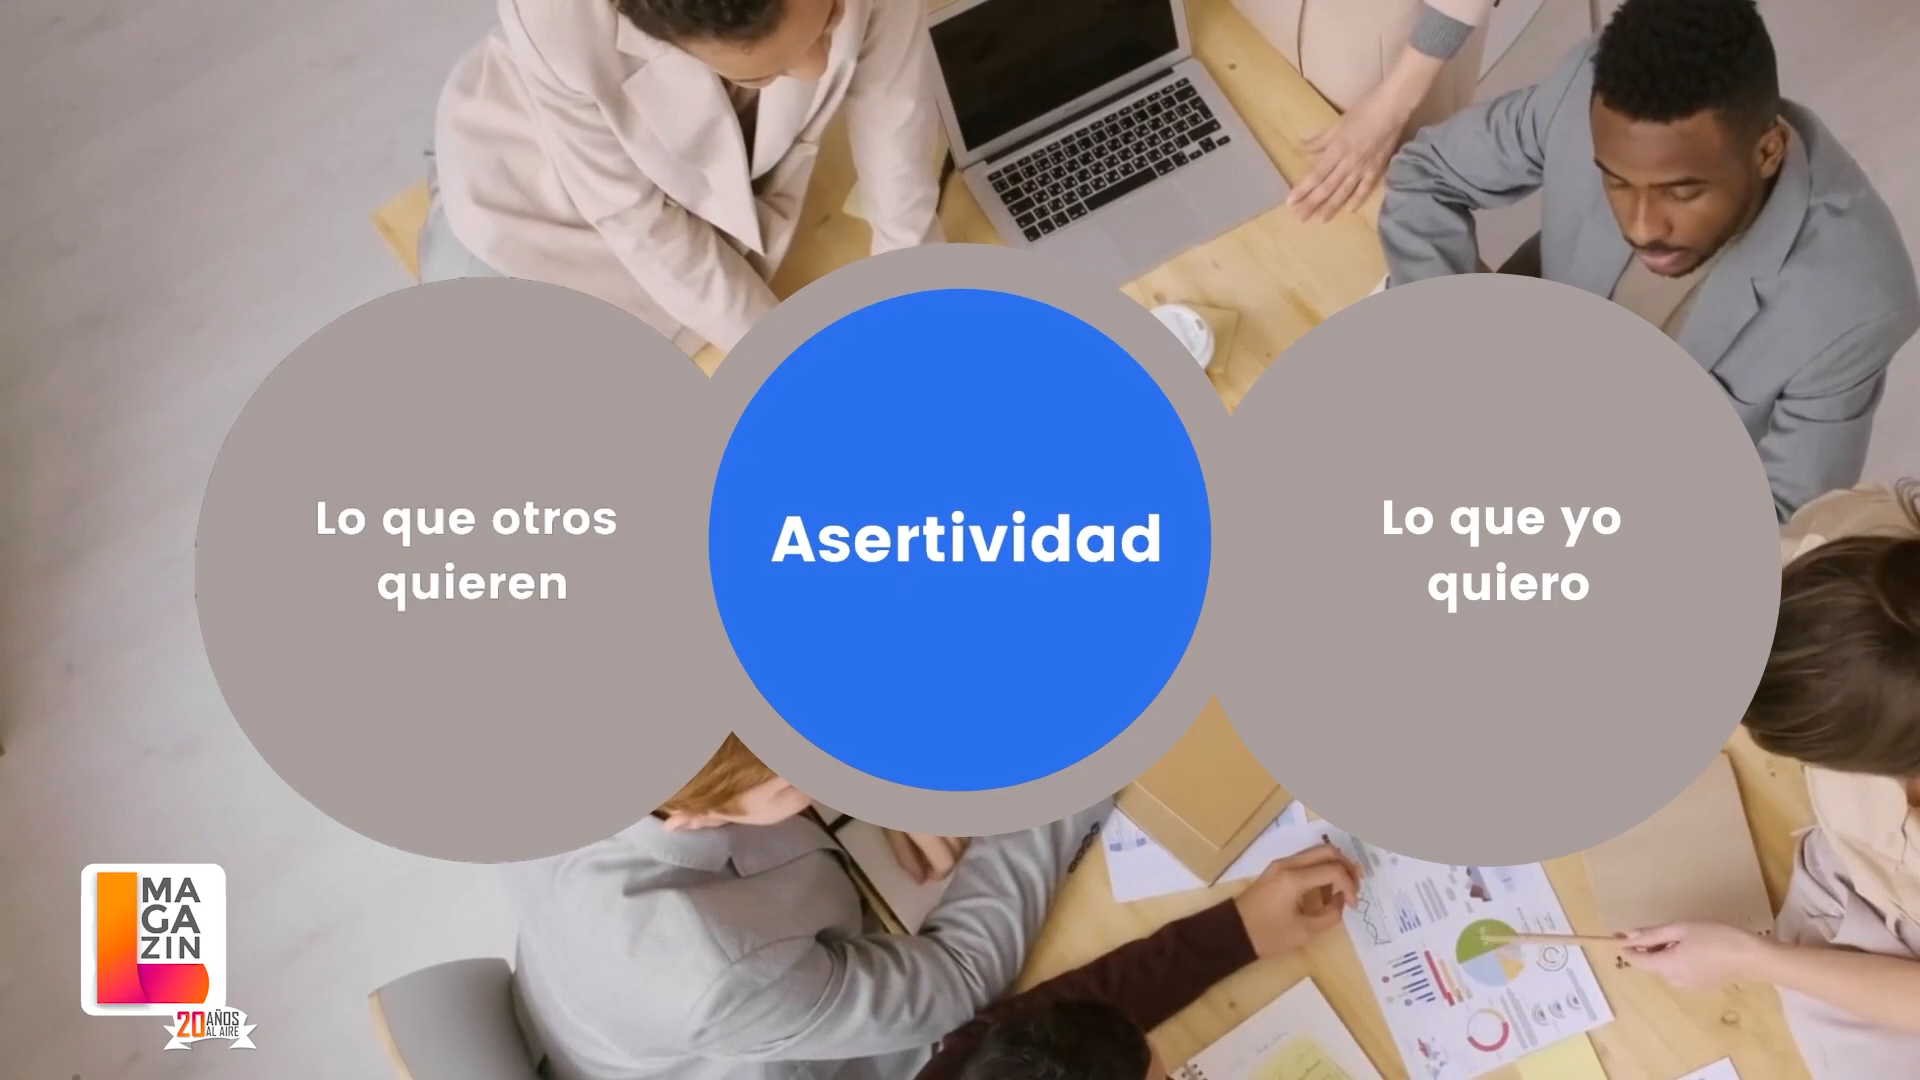 Lo que otros
quieren
Asertividad
Lo que yo
quiero
MA
GA
ZIN
20 AÑOS
AL AIRE